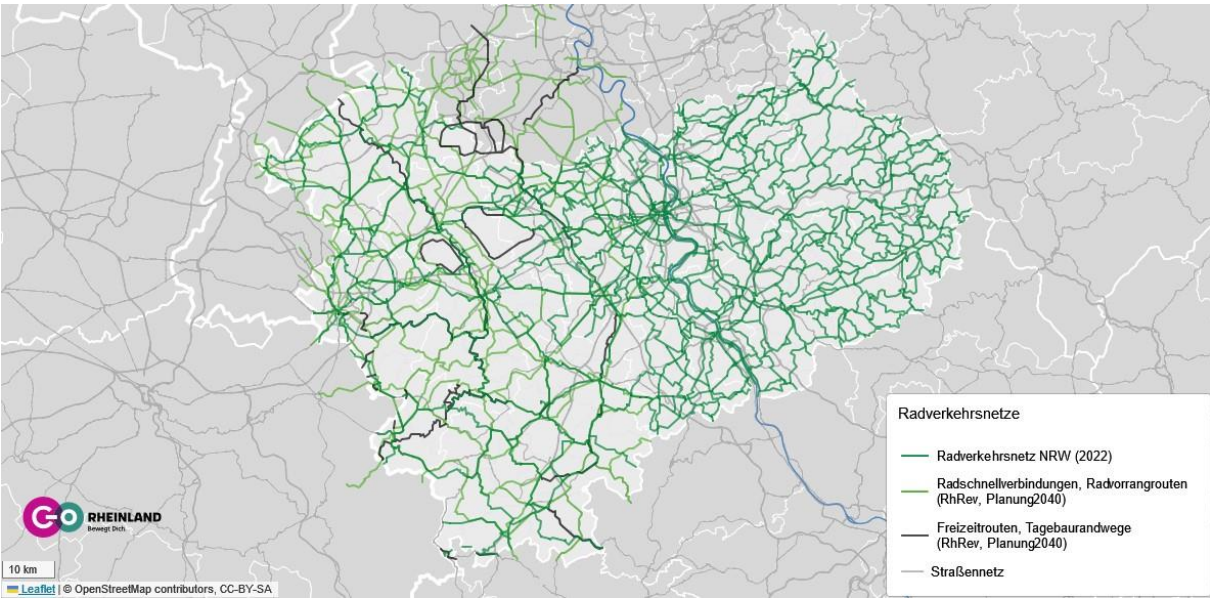 Radverkehrsnetze
Radverkehrsnetz NRW (2022)
Radschnellverbindungen, Radvorrangrouten
(RhRev, Planung2040)
Freizeitrouten, Tagebaurandwege
(RhRev, Planung2040)
Straßennetz
GO RHEINLAND
Bewegt Dich.
10 km
Leaflet | © OpenStreetMap contributors, CC-BY-SA